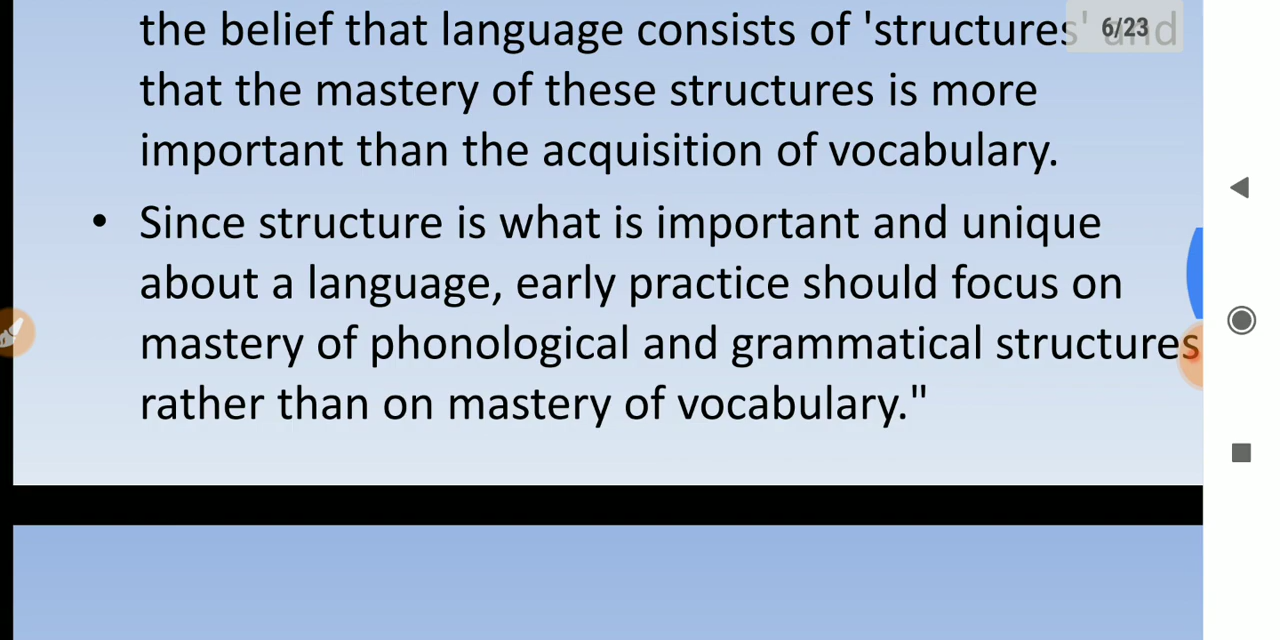 the belief that language consists of 'structures' and
6/23
that the mastery of these structures is more
important than the acquisition of vocabulary.
• Since structure is what is important and unique
about a language, early practice should focus on
mastery of phonological and grammatical structures
rather than on mastery of vocabulary."